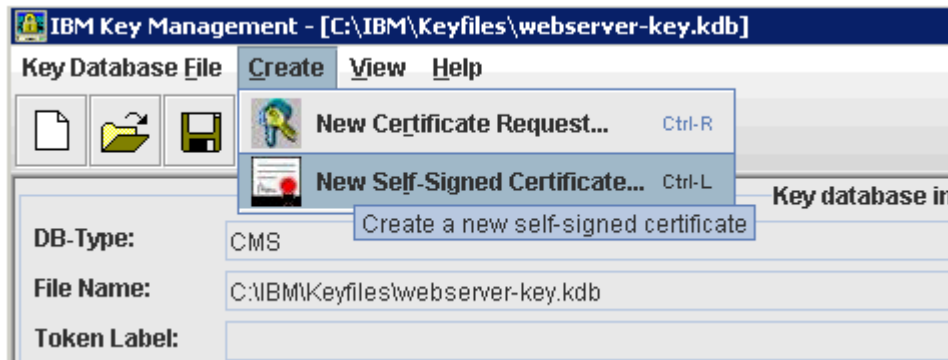 IBM Key Management - [C:\IBM\Keyfiles\webserver-key.kdb]
Key Database File Create View Help
New Certificate Request... Ctrl-R
New Self-Signed Certificate... Ctrl-L
Key database in
Create a new self-signed certificate
DB-Type: CMS
File Name: C:\IBM\Keyfiles\webserver-key.kdb
Token Label: